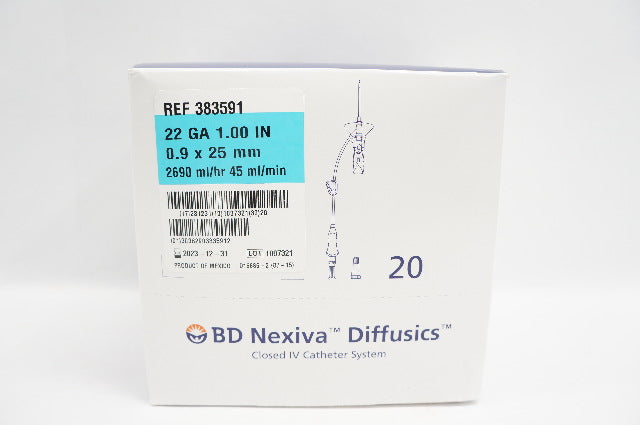 REF 383591
22 GA 1.00 IN
0.9 x 25 mm
2690 ml/hr 45 ml/min
2023-12-31 LOT 1007321
PRODUCT OF MEXICO
20
BD Nexiva™ Diffusics™
Closed IV Catheter System